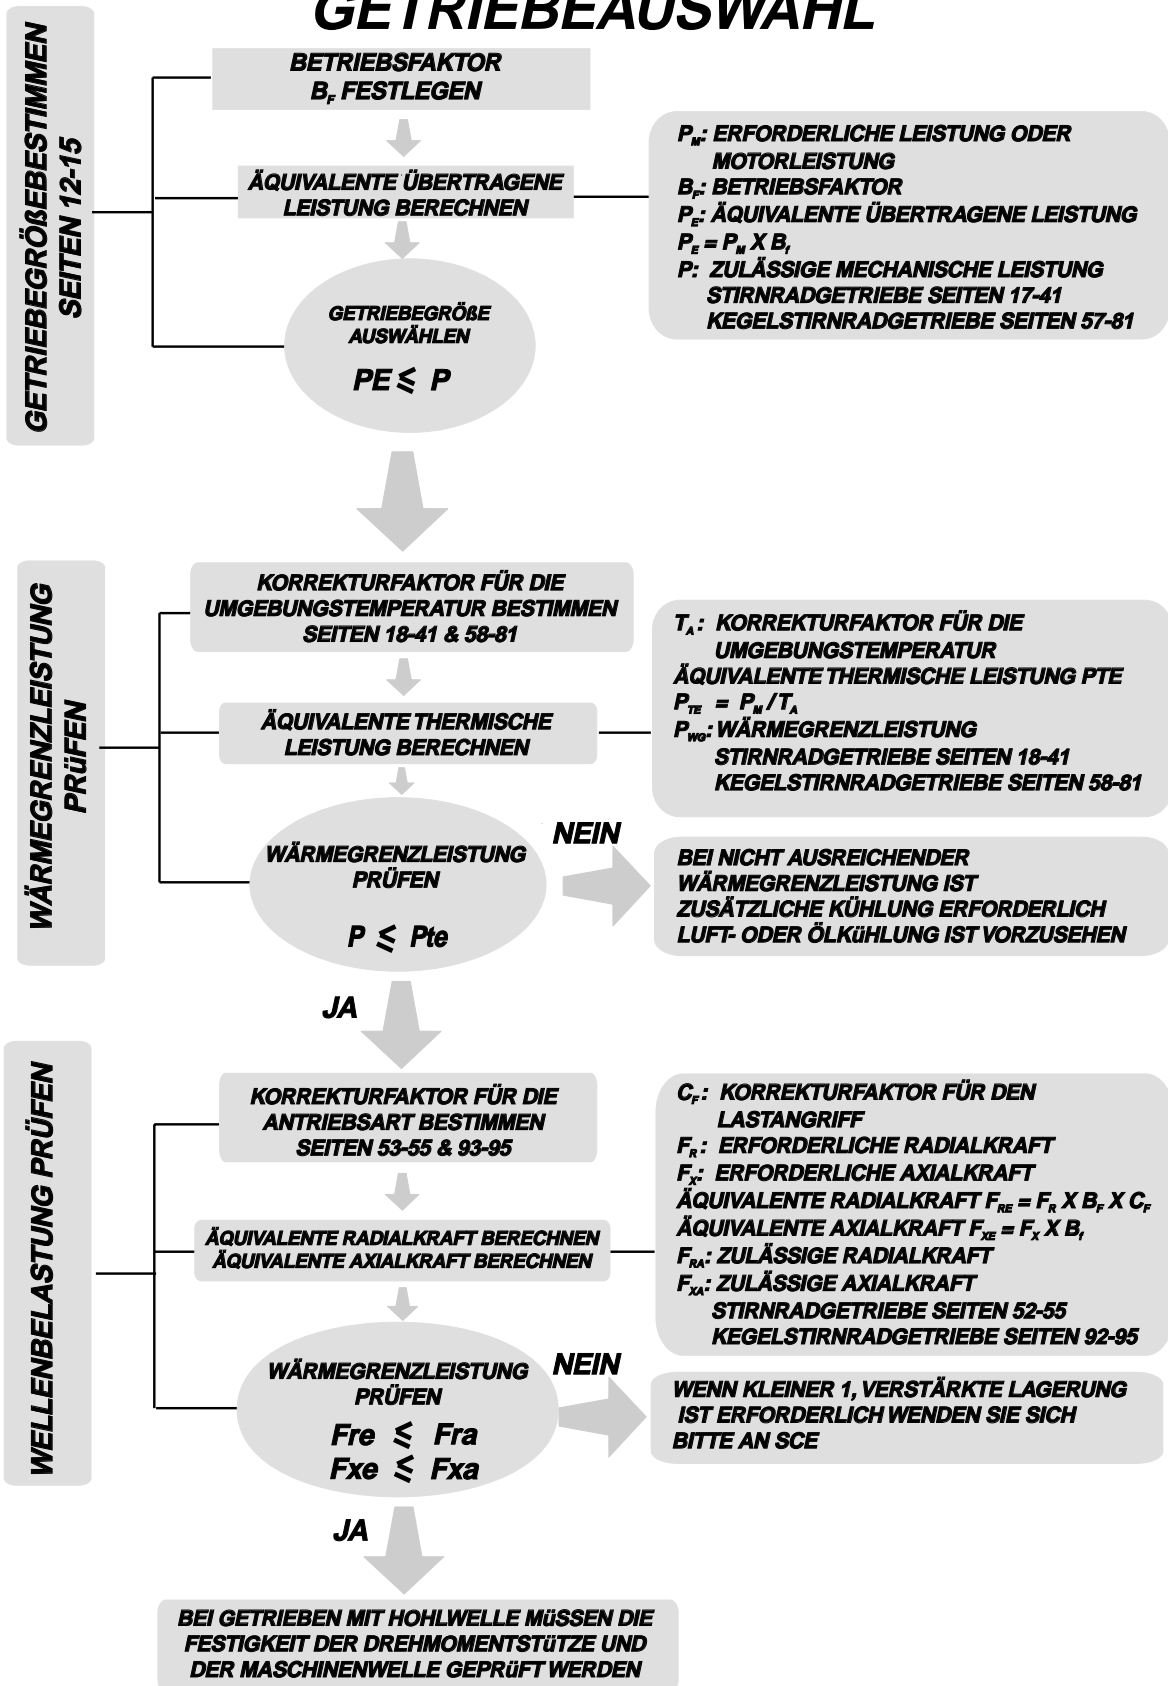 GETRIEBEAUSWAHL
GETRIEBEGRÖßEBESTIMMEN
SEITEN 12-15
BETRIEBSFAKTOR
BF FESTLEGEN
ÄQUIVALENTE ÜBERTRAGENE
LEISTUNG BERECHNEN
GETRIEBEGRÖßE
AUSWÄHLEN
PE ≤ P
PM: ERFORDERLICHE LEISTUNG ODER
MOTORLEISTUNG
BF: BETRIEBSFAKTOR
PE: ÄQUIVALENTE ÜBERTRAGENE LEISTUNG
PE = PM X Bf
P: ZULÄSSIGE MECHANISCHE LEISTUNG
STIRNRADGETRIEBE SEITEN 17-41
KEGELSTIRNRADGETRIEBE SEITEN 57-81
WÄRMEGRENZLEISTUNG
PRüFEN
KORREKTURFAKTOR FÜR DIE
UMGEBUNGSTEMPERATUR BESTIMMEN
SEITEN 18-41 & 58-81
ÄQUIVALENTE THERMISCHE
LEISTUNG BERECHNEN
WÄRMEGRENZLEISTUNG
PRÜFEN
P ≤ Pte
TA: KORREKTURFAKTOR FÜR DIE
UMGEBUNGSTEMPERATUR
ÄQUIVALENTE THERMISCHE LEISTUNG PTE
PTE = PM / TA
PWG: WÄRMEGRENZLEISTUNG
STIRNRADGETRIEBE SEITEN 18-41
KEGELSTIRNRADGETRIEBE SEITEN 58-81
NEIN
BEI NICHT AUSREICHENDER
WÄRMEGRENZLEISTUNG IST
ZUSÄTZLICHE KÜHLUNG ERFORDERLICH
LUFT- ODER ÖLKüHLUNG IST VORZUSEHEN
JA
WELLENBELASTUNG PRÜFEN
KORREKTURFAKTOR FÜR DIE
ANTRIEBSART BESTIMMEN
SEITEN 53-55 & 93-95
ÄQUIVALENTE RADIALKRAFT BERECHNEN
ÄQUIVALENTE AXIALKRAFT BERECHNEN
WÄRMEGRENZLEISTUNG
PRÜFEN
Fre ≤ Fra
Fxe ≤ Fxa
CF: KORREKTURFAKTOR FÜR DEN
LASTANGRIFF
FR: ERFORDERLICHE RADIALKRAFT
FX: ERFORDERLICHE AXIALKRAFT
ÄQUIVALENTE RADIALKRAFT FRE = FR X BF X CF
ÄQUIVALENTE AXIALKRAFT FXE = FX X Bf
FRA: ZULÄSSIGE RADIALKRAFT
FXA: ZULÄSSIGE AXIALKRAFT
STIRNRADGETRIEBE SEITEN 52-55
KEGELSTIRNRADGETRIEBE SEITEN 92-95
NEIN
WENN KLEINER 1, VERSTÄRKTE LAGERUNG
IST ERFORDERLICH WENDEN SIE SICH
BITTE AN SCE
JA
BEI GETRIEBEN MIT HOHLWELLE MüSSEN DIE
FESTIGKEIT DER DREHMOMENTSTüTZE UND
DER MASCHINENWELLE GEPRüFT WERDEN